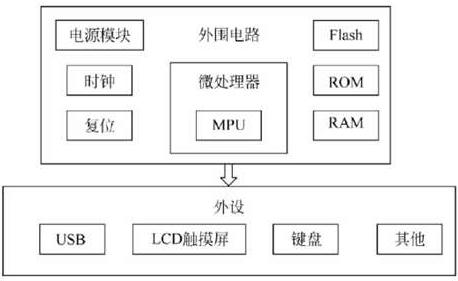 电源模块
外围电路
Flash
时钟
微处理器
ROM
复位
MPU
RAM
外设
USB
LCD触摸屏
键盘
其他